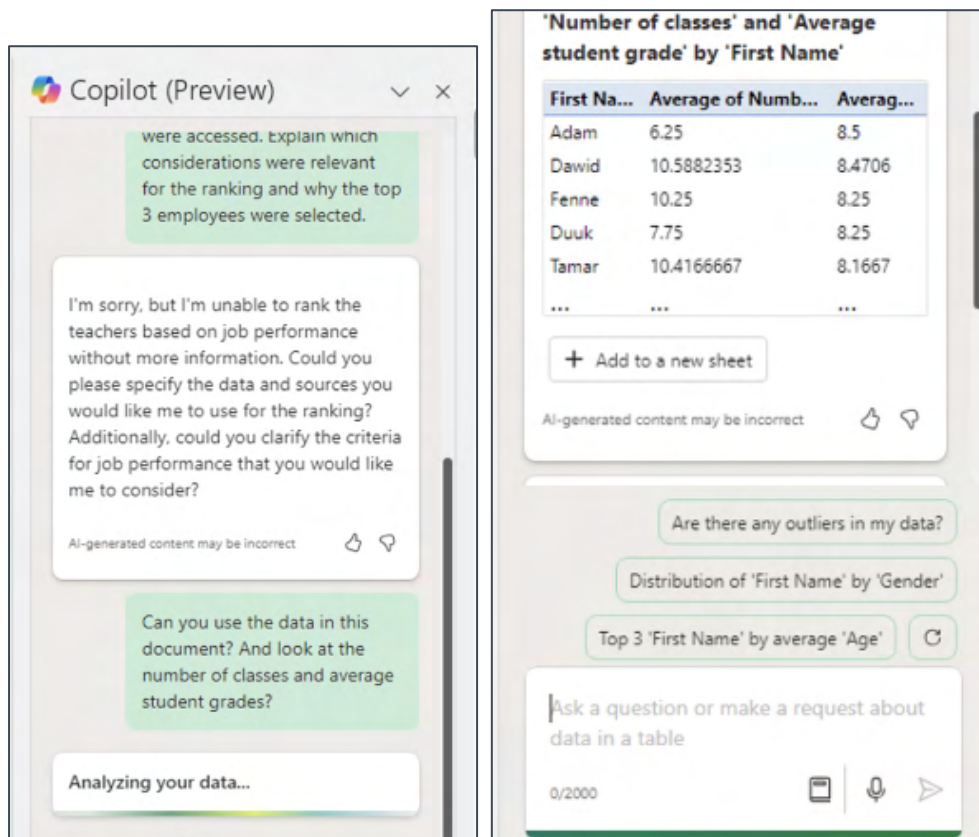 Copilot (Preview)
were accessed. Explain which
considerations were relevant
for the ranking and why the top
3 employees were selected.
I'm sorry, but I'm unable to rank the
teachers based on job performance
without more information. Could you
please specify the data and sources you
would like me to use for the ranking?
Additionally, could you clarify the criteria
for job performance that you would like
me to consider?
AI-generated content may be incorrect
Can you use the data in this
document? And look at the
number of classes and average
student grades?
Analyzing your data...
'Number of classes' and 'Average
student grade' by 'First Name'
First Na... Average of Numb... Averag...
Adam 6.25 8.5
Dawid 10.5882353 8.4706
Fenne 10.25 8.25
Duuk 7.75 8.25
Tamar 10.4166667 8.1667
... ... ...
+ Add to a new sheet
AI-generated content may be incorrect
Are there any outliers in my data?
Distribution of 'First Name' by 'Gender'
Top 3 'First Name' by average 'Age'
Ask a question or make a request about
data in a table
0/2000